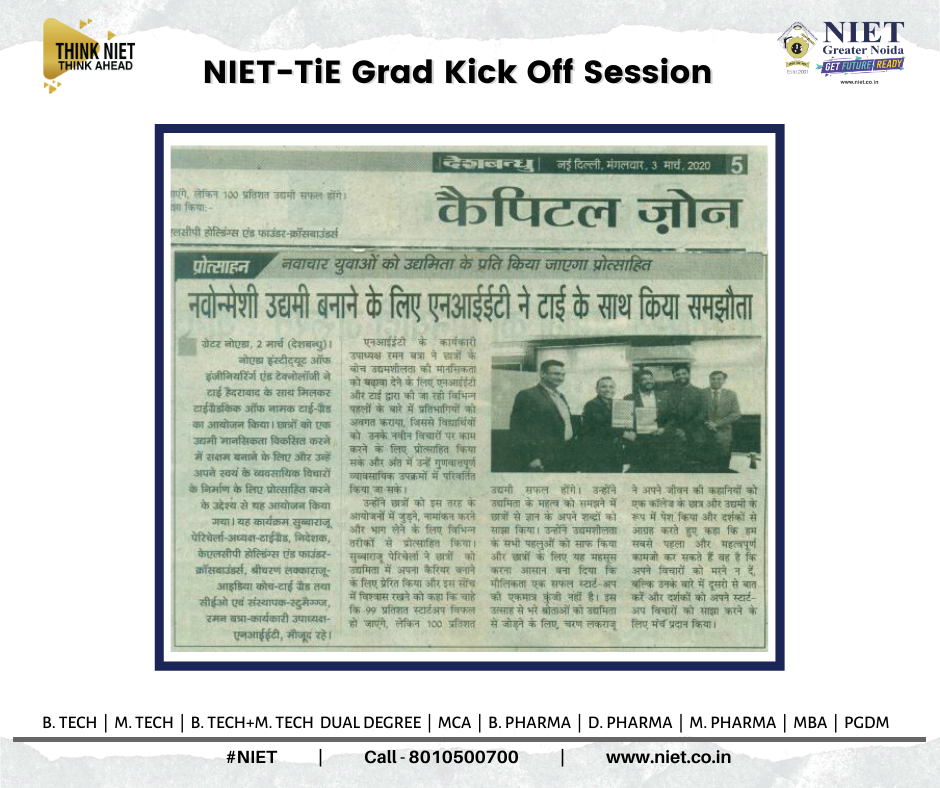 THINK NIET
THINK AHEAD
NIET-TiE Grad Kick Off Session
NIET
Greater Noida
GET FUTURE READY
Estd.2001
www.niet.co.in
देशबन्धु
नई दिल्ली, मंगलवार, 3 मार्च, 2020
5
एंगे, लेकिन 100 प्रतिशत उद्यमी सफल होंगे।
झा किया:-
एलसीपी होल्डिंग्स एंड फाउंडर-क्रॉसबाउंडर्स
कैपिटल ज़ोन
प्रोत्साहन
नवाचार युवाओं को उद्यमिता के प्रति किया जाएगा प्रोत्साहित
नवोन्मेशी उद्यमी बनाने के लिए एनआईईटी ने टाई के साथ किया समझौता
ग्रेटर नोएडा, 2 मार्च (देशबन्धु)।
नोएडा इंस्टीट्यूट ऑफ
इंजीनियरिंग एंड टेक्नोलॉजी ने
टाई हैदराबाद के साथ मिलकर
टाईग्रैडकिक ऑफ नामक टाई-ग्रैड
का आयोजन किया। छात्रों को एक
उद्यमी मानसिकता विकसित करने
में सक्षम बनाने के लिए और उन्हें
अपने स्वयं के व्यवसायिक विचारों
के निर्माण के लिए प्रोत्साहित करने
के उद्देश्य से यह आयोजन किया
गया। यह कार्यक्रम सुब्बाराजू
पेरिचेर्ला-अध्यक्ष-टाईग्रैड, निदेशक,
केएलसीपी होल्डिंग्स एंड फाउंडर-
क्रॉसबाउंडर्स, श्रीचरण लक्काराजू-
आइडिया कोच-टाई ग्रैड तथा
सीईओ एवं संस्थापक-स्टुमैग्ज,
रमन बत्रा-कार्यकारी उपाध्यक्ष-
एनआईईटी, मौजूद रहे।
एनआईईटी के कार्यकारी
उपाध्यक्ष रमन बत्रा ने छात्रों के
बीच उद्यमशीलता की मानसिकता
को बढ़ावा देने के लिए एनआईईटी
और टाई द्वारा की जा रही विभिन्न
पहलों के बारे में प्रतिभागियों को
अवगत कराया, जिससे विद्यार्थियों
को उनके नवीन विचारों पर काम
करने के लिए प्रोत्साहित किया
सके और अंत में उन्हें गुणवत्तापूर्ण
व्यावसायिक उपक्रमों में परिवर्तित
किया जा सके।
उन्होंने छात्रों को इस तरह के
आयोजनों में जुड़ने, नामांकन करने
और भाग लेने के लिए विभिन्न
तरीकों से प्रोत्साहित किया।
सुब्बाराजू पेरिचेर्ला ने छात्रों को
उद्यमिता में अपना कैरियर बनाने
के लिए प्रेरित किया और इस सोच
में विश्वास रखने को कहा कि चाहे
कि 99 प्रतिशत स्टार्टअप विफल
हो जाएंगे, लेकिन 100 प्रतिशत
उद्यमी सफल होंगे। उन्होंने
उद्यमिता के महत्व को समझने में
छात्रों से ज्ञान के अपने शब्दों को
साझा किया। उन्होंने उद्यमशीलता
के सभी पहलुओं को साफ किया
और छात्रों के लिए यह महसूस
करना आसान बना दिया कि
मौलिकता एक सफल स्टार्ट-अप
की एकमात्र कुंजी नहीं है। इस
उत्साह से भरे श्रोताओं को उद्यमिता
से जोड़ने के लिए, चरण लकराजू
ने अपने जीवन की कहानियों को
एक कॉलेज के छात्र और उद्यमी के
रूप में पेश किया और दर्शकों से
आग्रह करते हुए कहा कि हम
सबसे पहला और महत्वपूर्ण
कामजो कर सकते हैं वह है कि
अपने विचारों को मरने न दें,
बल्कि उनके बारे में दूसरों से बात
करें और दर्शकों को अपने स्टार्ट-
अप विचारों को साझा करने के
लिए मंर्च प्रदान किया।
B. TECH | M. TECH | B. TECH+M. TECH DUAL DEGREE | MCA | B. PHARMA | D. PHARMA | M. PHARMA | MBA | PGDM
#NIET | Call - 8010500700 | www.niet.co.in